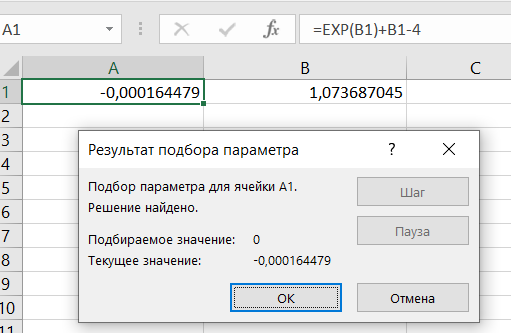 A1 fx =EXP(B1)+B1-4
A B C
1 -0,000164479 1,073687045
2
3
Результат подбора параметра ?
4
5 Подбор параметра для ячейки A1. Шаг
6 Решение найдено.
7 Подбираемое значение: 0 Пауза
8 Текущее значение: -0,000164479
9
10 ОК Отмена
11